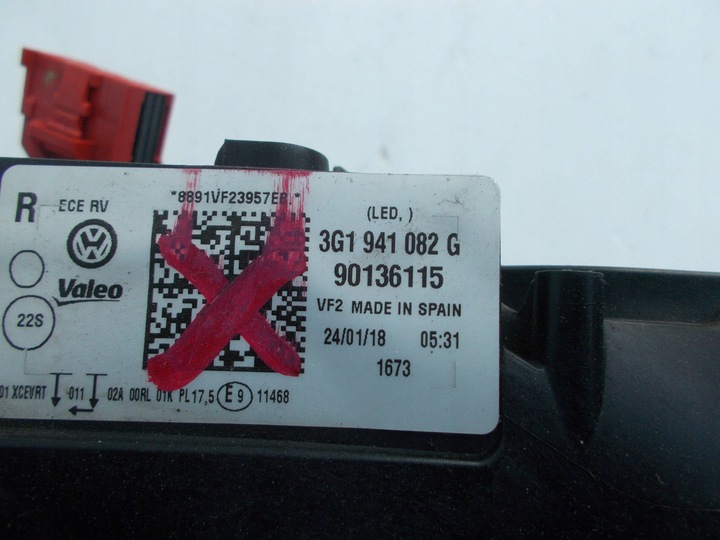 *8891VF23957ER.*
R ECE RV
(LED, )
3G1 941 082 G
Valeo
90136115
22S
VF2 MADE IN SPAIN
24/01/18 05:31
1673
01 XCEVRT 011 02A 00RL 01K PL17,5 E9 11468